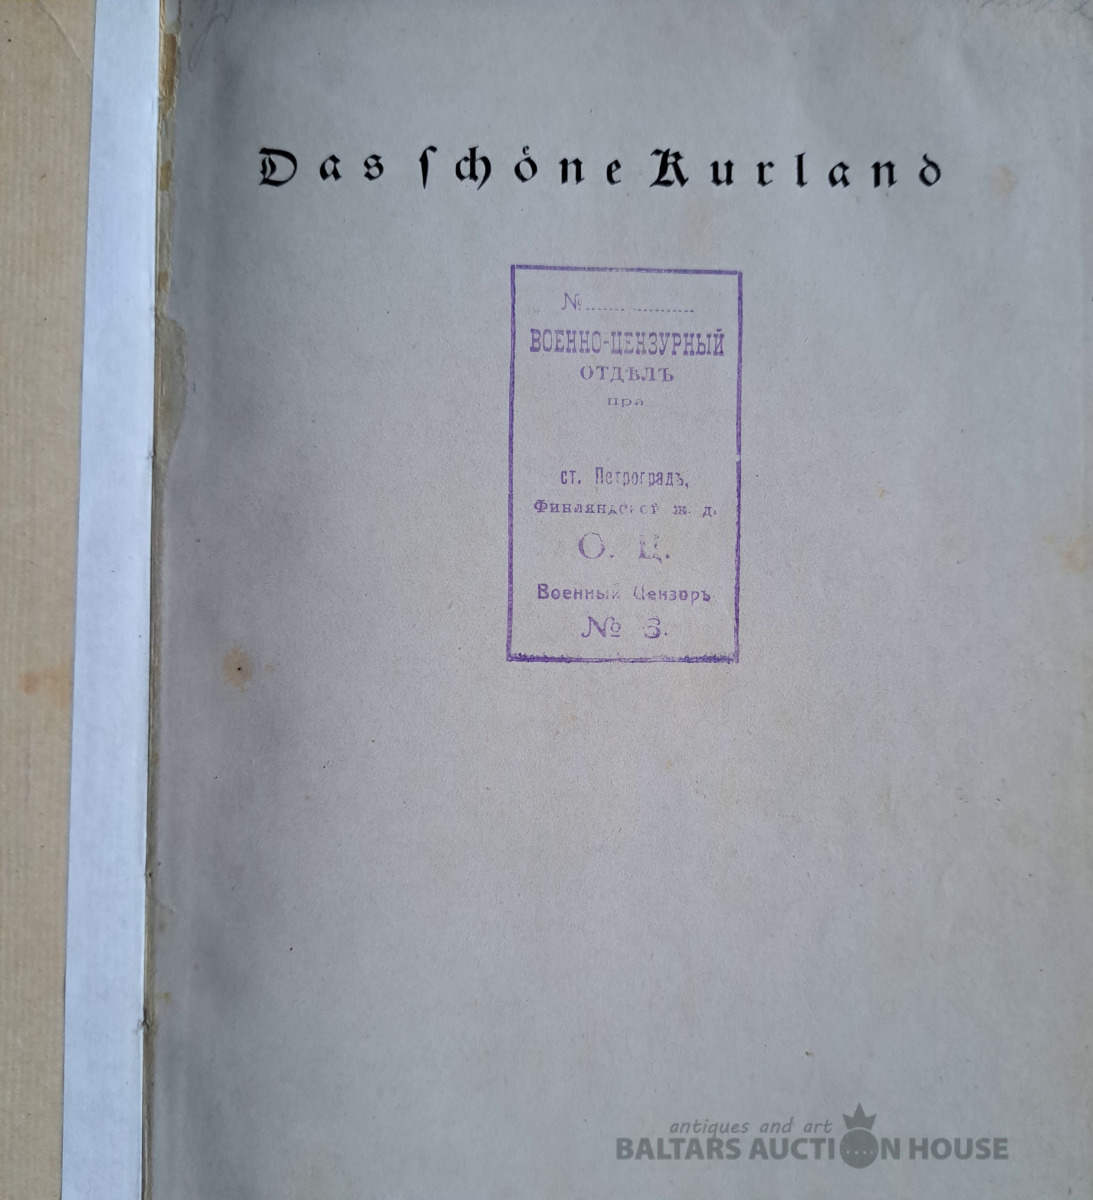 Das schöne Kurland
№
ВОЕННО-ЦЕНЗУРНЫЙ
ОТДѢЛЪ
при
ст. Петроградъ,
Финляндской ж. д.
О. Ц.
Военный Цензоръ
№ 3.
antiques and art
BALTARS AUCTION HOUSE